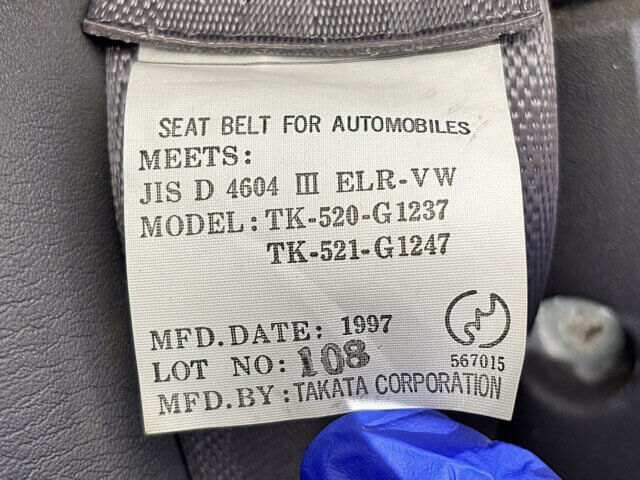 SEAT BELT FOR AUTOMOBILES
MEETS:
JIS D 4604 III ELR-VW
MODEL: TK-520-G1237
TK-521-G1247
MFD. DATE: 1997
LOT NO: 108
567015
MFD. BY: TAKATA CORPORATION